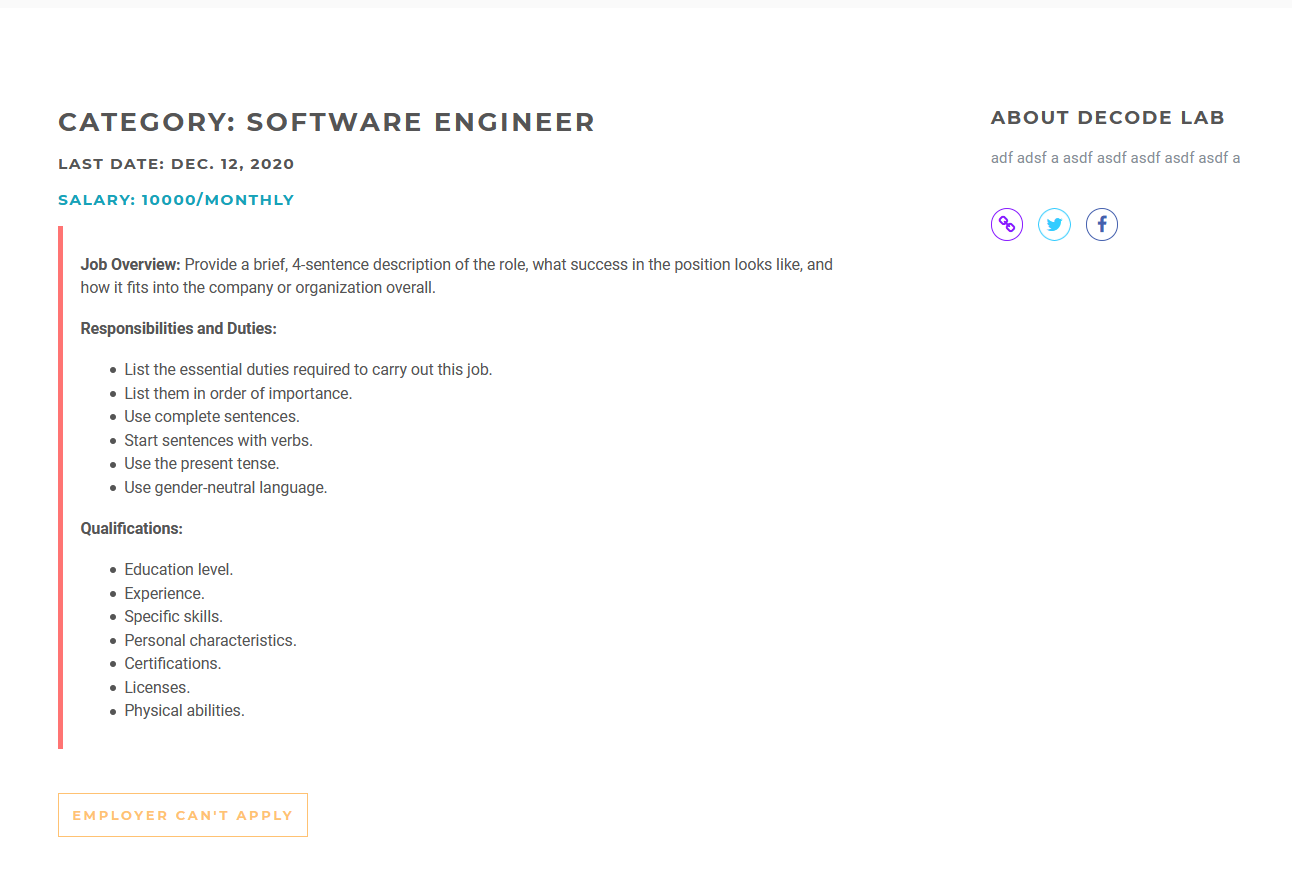 CATEGORY: SOFTWARE ENGINEER
LAST DATE: DEC. 12, 2020
SALARY: 10000/MONTHLY
Job Overview: Provide a brief, 4-sentence description of the role, what success in the position looks like, and
how it fits into the company or organization overall.
Responsibilities and Duties:
List the essential duties required to carry out this job.
List them in order of importance.
Use complete sentences.
Start sentences with verbs.
Use the present tense.
Use gender-neutral language.
Qualifications:
Education level.
Experience.
Specific skills.
Personal characteristics.
Certifications.
Licenses.
Physical abilities.
EMPLOYER CAN'T APPLY
ABOUT DECODE LAB
adf adsf a asdf asdf asdf asdf asdf a